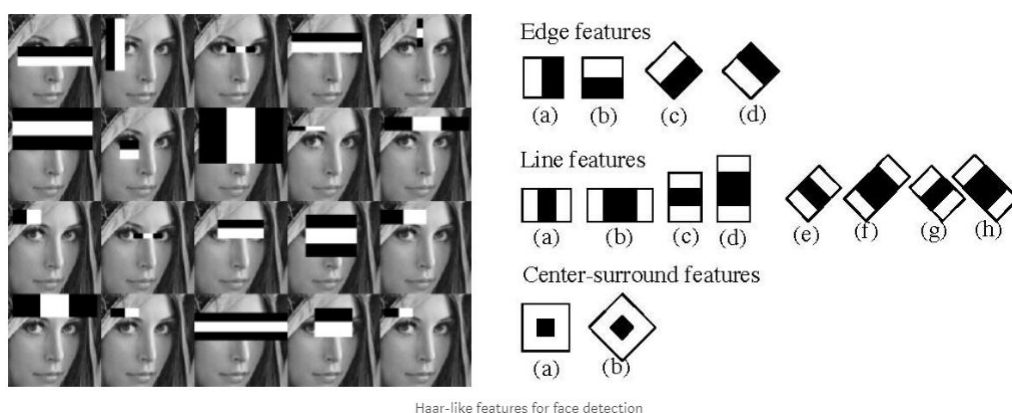 Edge features
(a) (b) (c) (d)
Line features
(a) (b) (c) (d) (e) (f) (g) (h)
Center-surround features
(a) (b)
Haar-like features for face detection